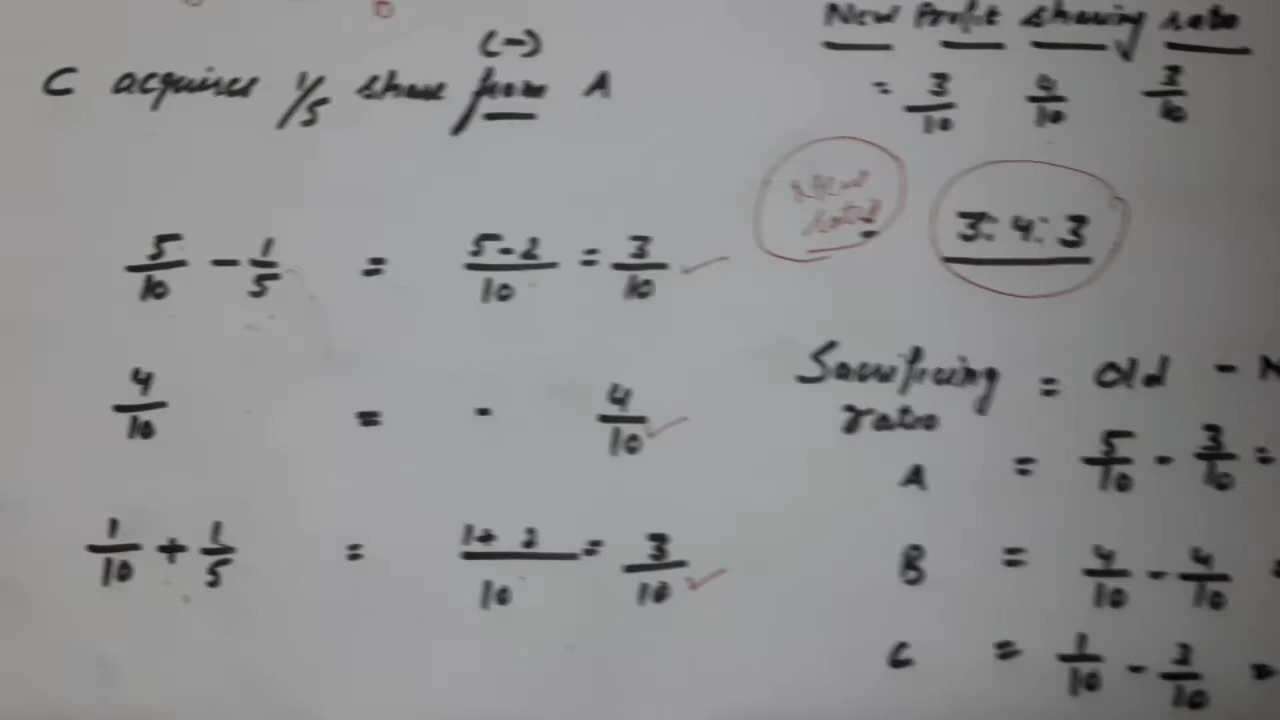 (-)
C acquires 1/5 share from A
5/10 - 1/5 = 5-2/10 = 3/10 ✓
4/10 = - 4/10 ✓
1/10 + 1/5 = 1+2/10 = 3/10 ✓
New Profit sharing ratio
= 3/10 4/10 3/10
New
3:4:3
Sacrificing = Old -
ratio
A = 5/10 - 3/10 =
B = 4/10 - 4/10
C = 1/10 - 3/10 =